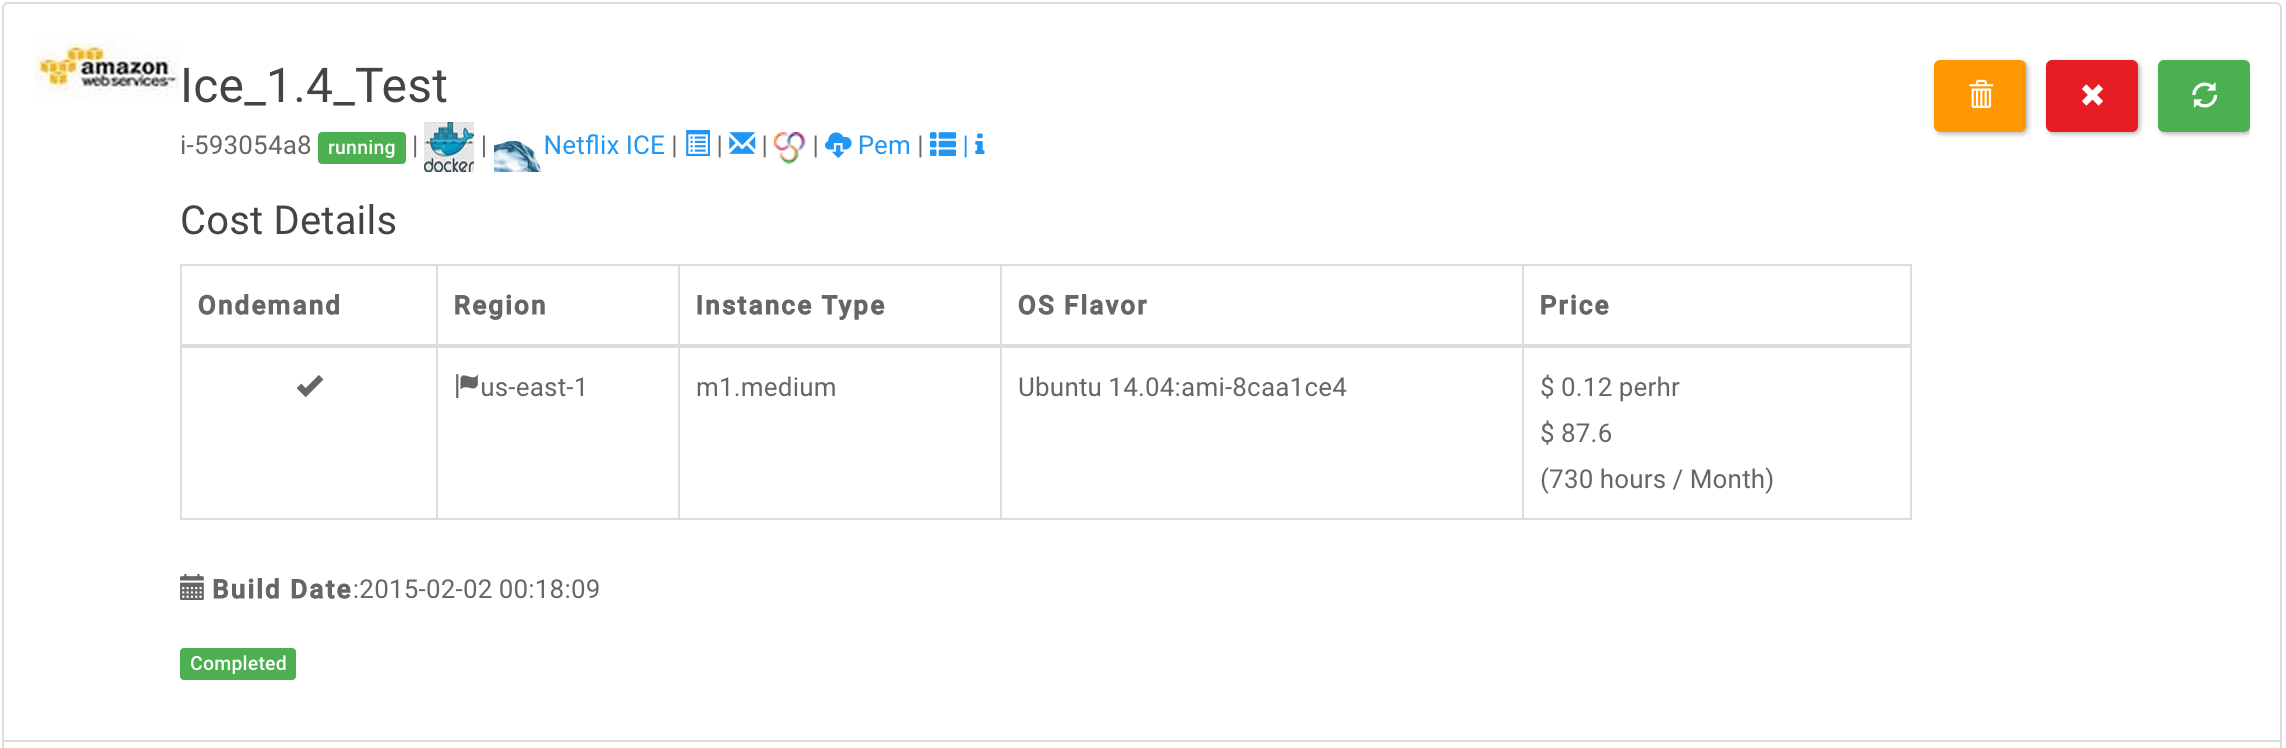 amazon
web services™
Ice_1.4_Test
i-593054a8 running | docker | Netflix ICE | | | | Pem | |
Cost Details
Ondemand Region Instance Type OS Flavor Price
us-east-1 m1.medium Ubuntu 14.04:ami-8caa1ce4 $ 0.12 perhr
$ 87.6
(730 hours / Month)
Build Date:2015-02-02 00:18:09
Completed